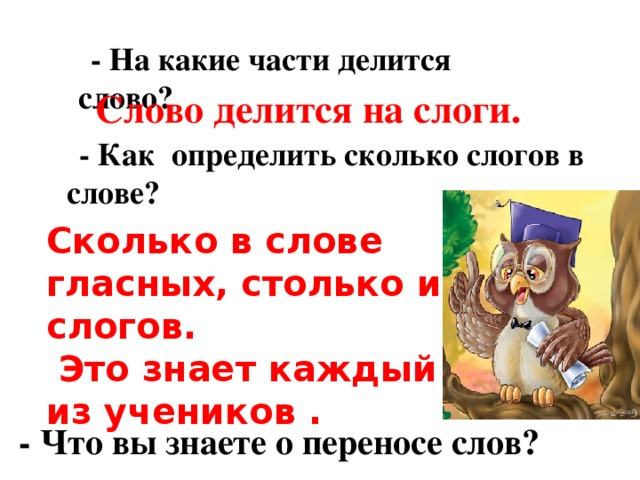 - На какие части делится
слово?
Слово делится на слоги.
- Как определить сколько слогов в
слове?
Сколько в слове
гласных, столько и
слогов.
Это знает каждый
из учеников .
- Что вы знаете о переносе слов?